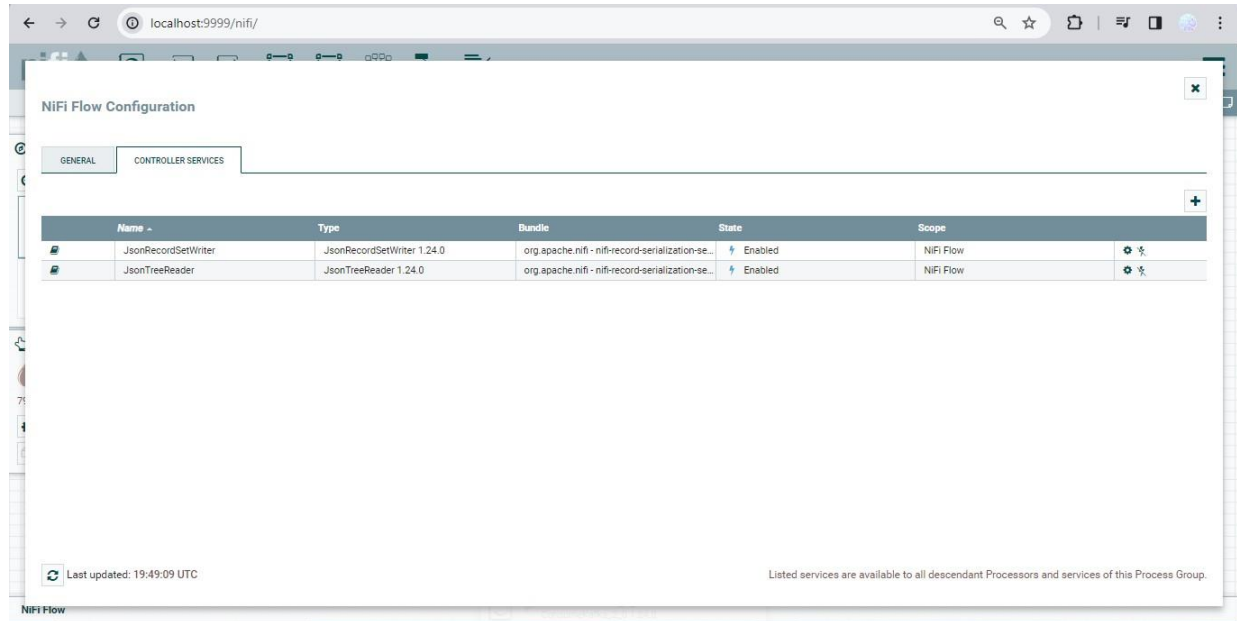 localhost:9999/nifi/
NiFi Flow Configuration
GENERAL CONTROLLER SERVICES
Name Type Bundle State Scope
JsonRecordSetWriter JsonRecordSetWriter 1.24.0 org.apache.nifi - nifi-record-serialization-se... Enabled NiFi Flow
JsonTreeReader JsonTreeReader 1.24.0 org.apache.nifi - nifi-record-serialization-se... Enabled NiFi Flow
Last updated: 19:49:09 UTC Listed services are available to all descendant Processors and services of this Process Group.
NiFi Flow